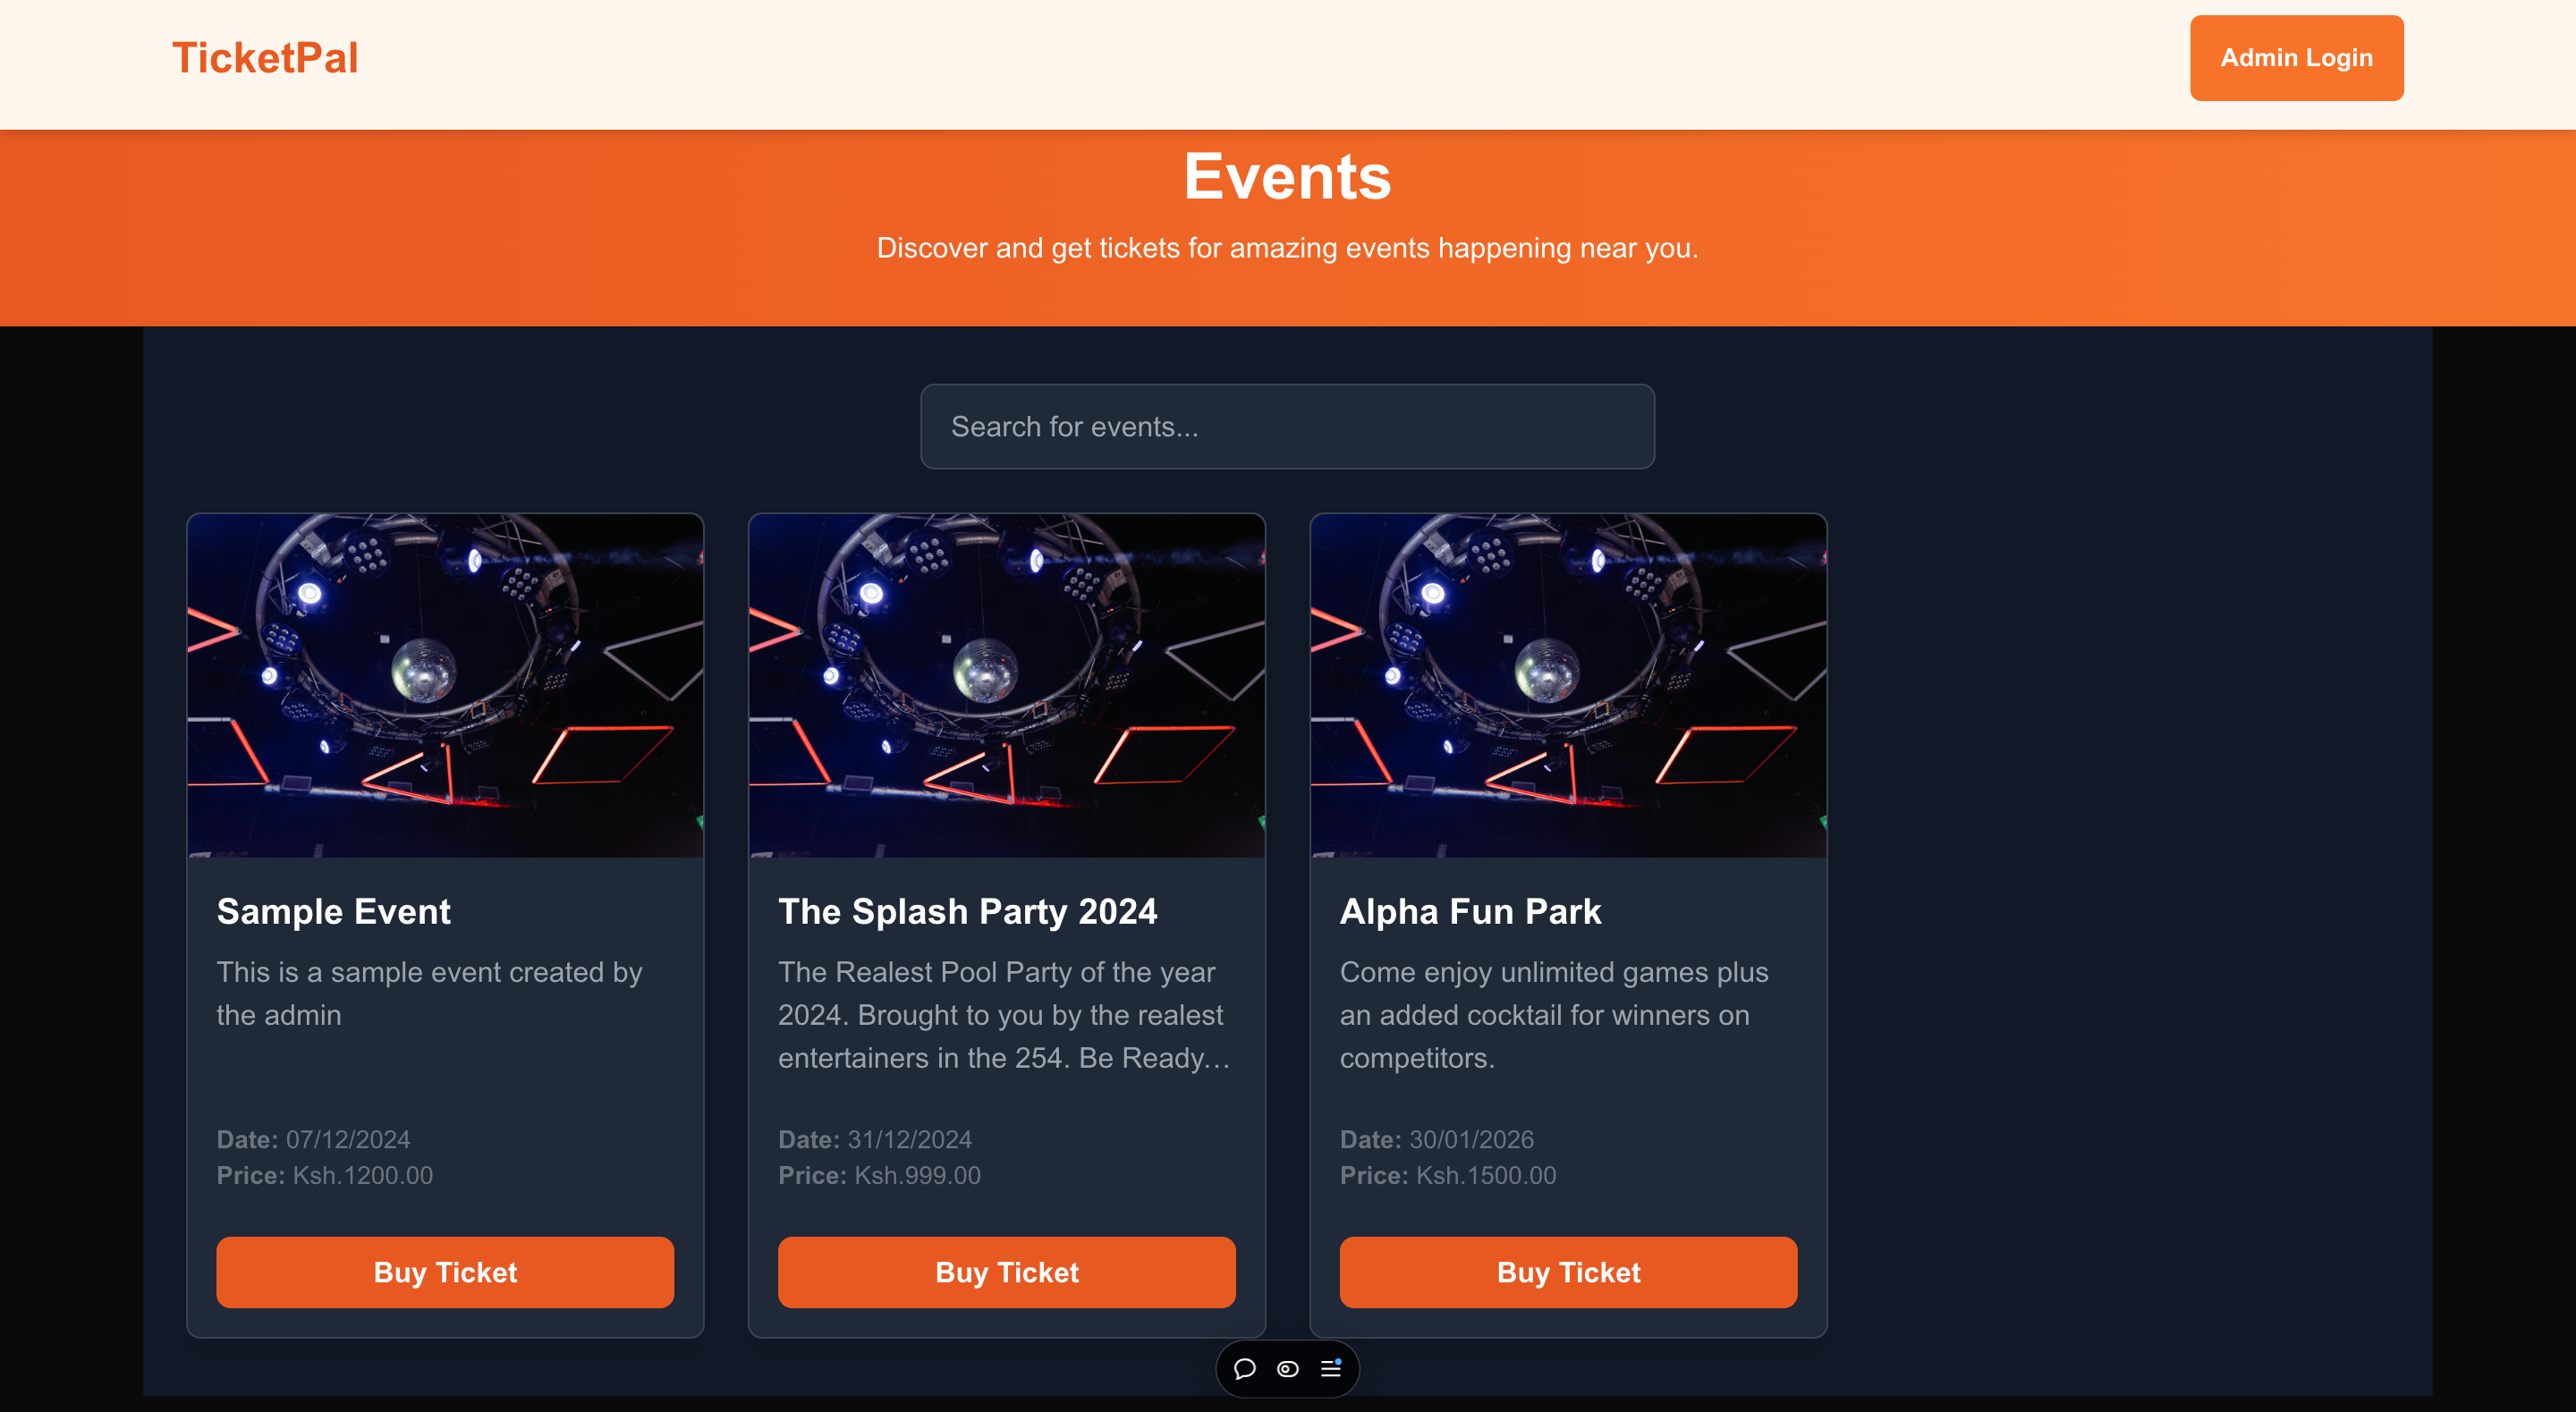 TicketPal
Admin Login
Events
Discover and get tickets for amazing events happening near you.
Search for events...
Sample Event
This is a sample event created by
the admin
Date: 07/12/2024
Price: Ksh.1200.00
Buy Ticket
The Splash Party 2024
The Realest Pool Party of the year
2024. Brought to you by the realest
entertainers in the 254. Be Ready…
Date: 31/12/2024
Price: Ksh.999.00
Buy Ticket
Alpha Fun Park
Come enjoy unlimited games plus
an added cocktail for winners on
competitors.
Date: 30/01/2026
Price: Ksh.1500.00
Buy Ticket